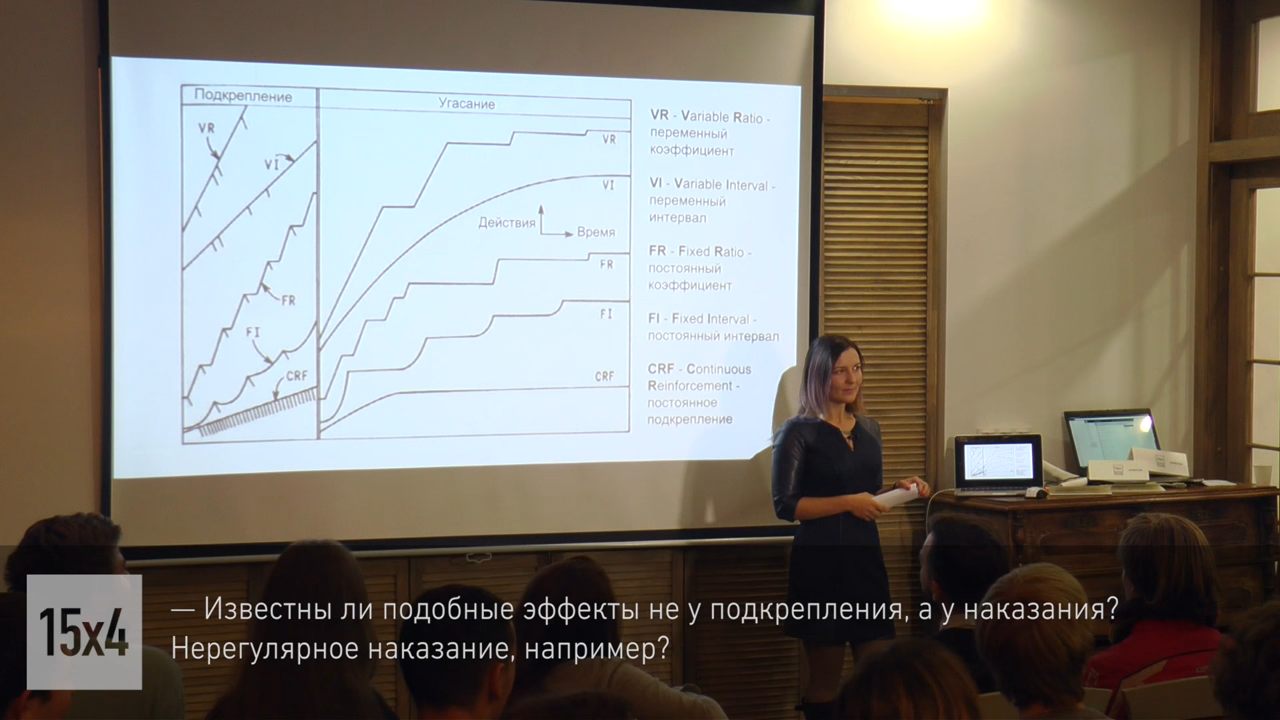 Подкрепление
Угасание
VR
VI
FR
FI
CRF
VR
VI
FR
FI
CRF
Действия
Время
VR - Variable Ratio -
переменный
коэффициент
VI - Variable Interval -
переменный
интервал
FR - Fixed Ratio -
постоянный
коэффициент
FI - Fixed Interval -
постоянный интервал
CRF - Continuous
Reinforcement -
постоянное
подкрепление
15x4
— Известны ли подобные эффекты не у подкрепления, а у наказания?
Нерегулярное наказание, например?